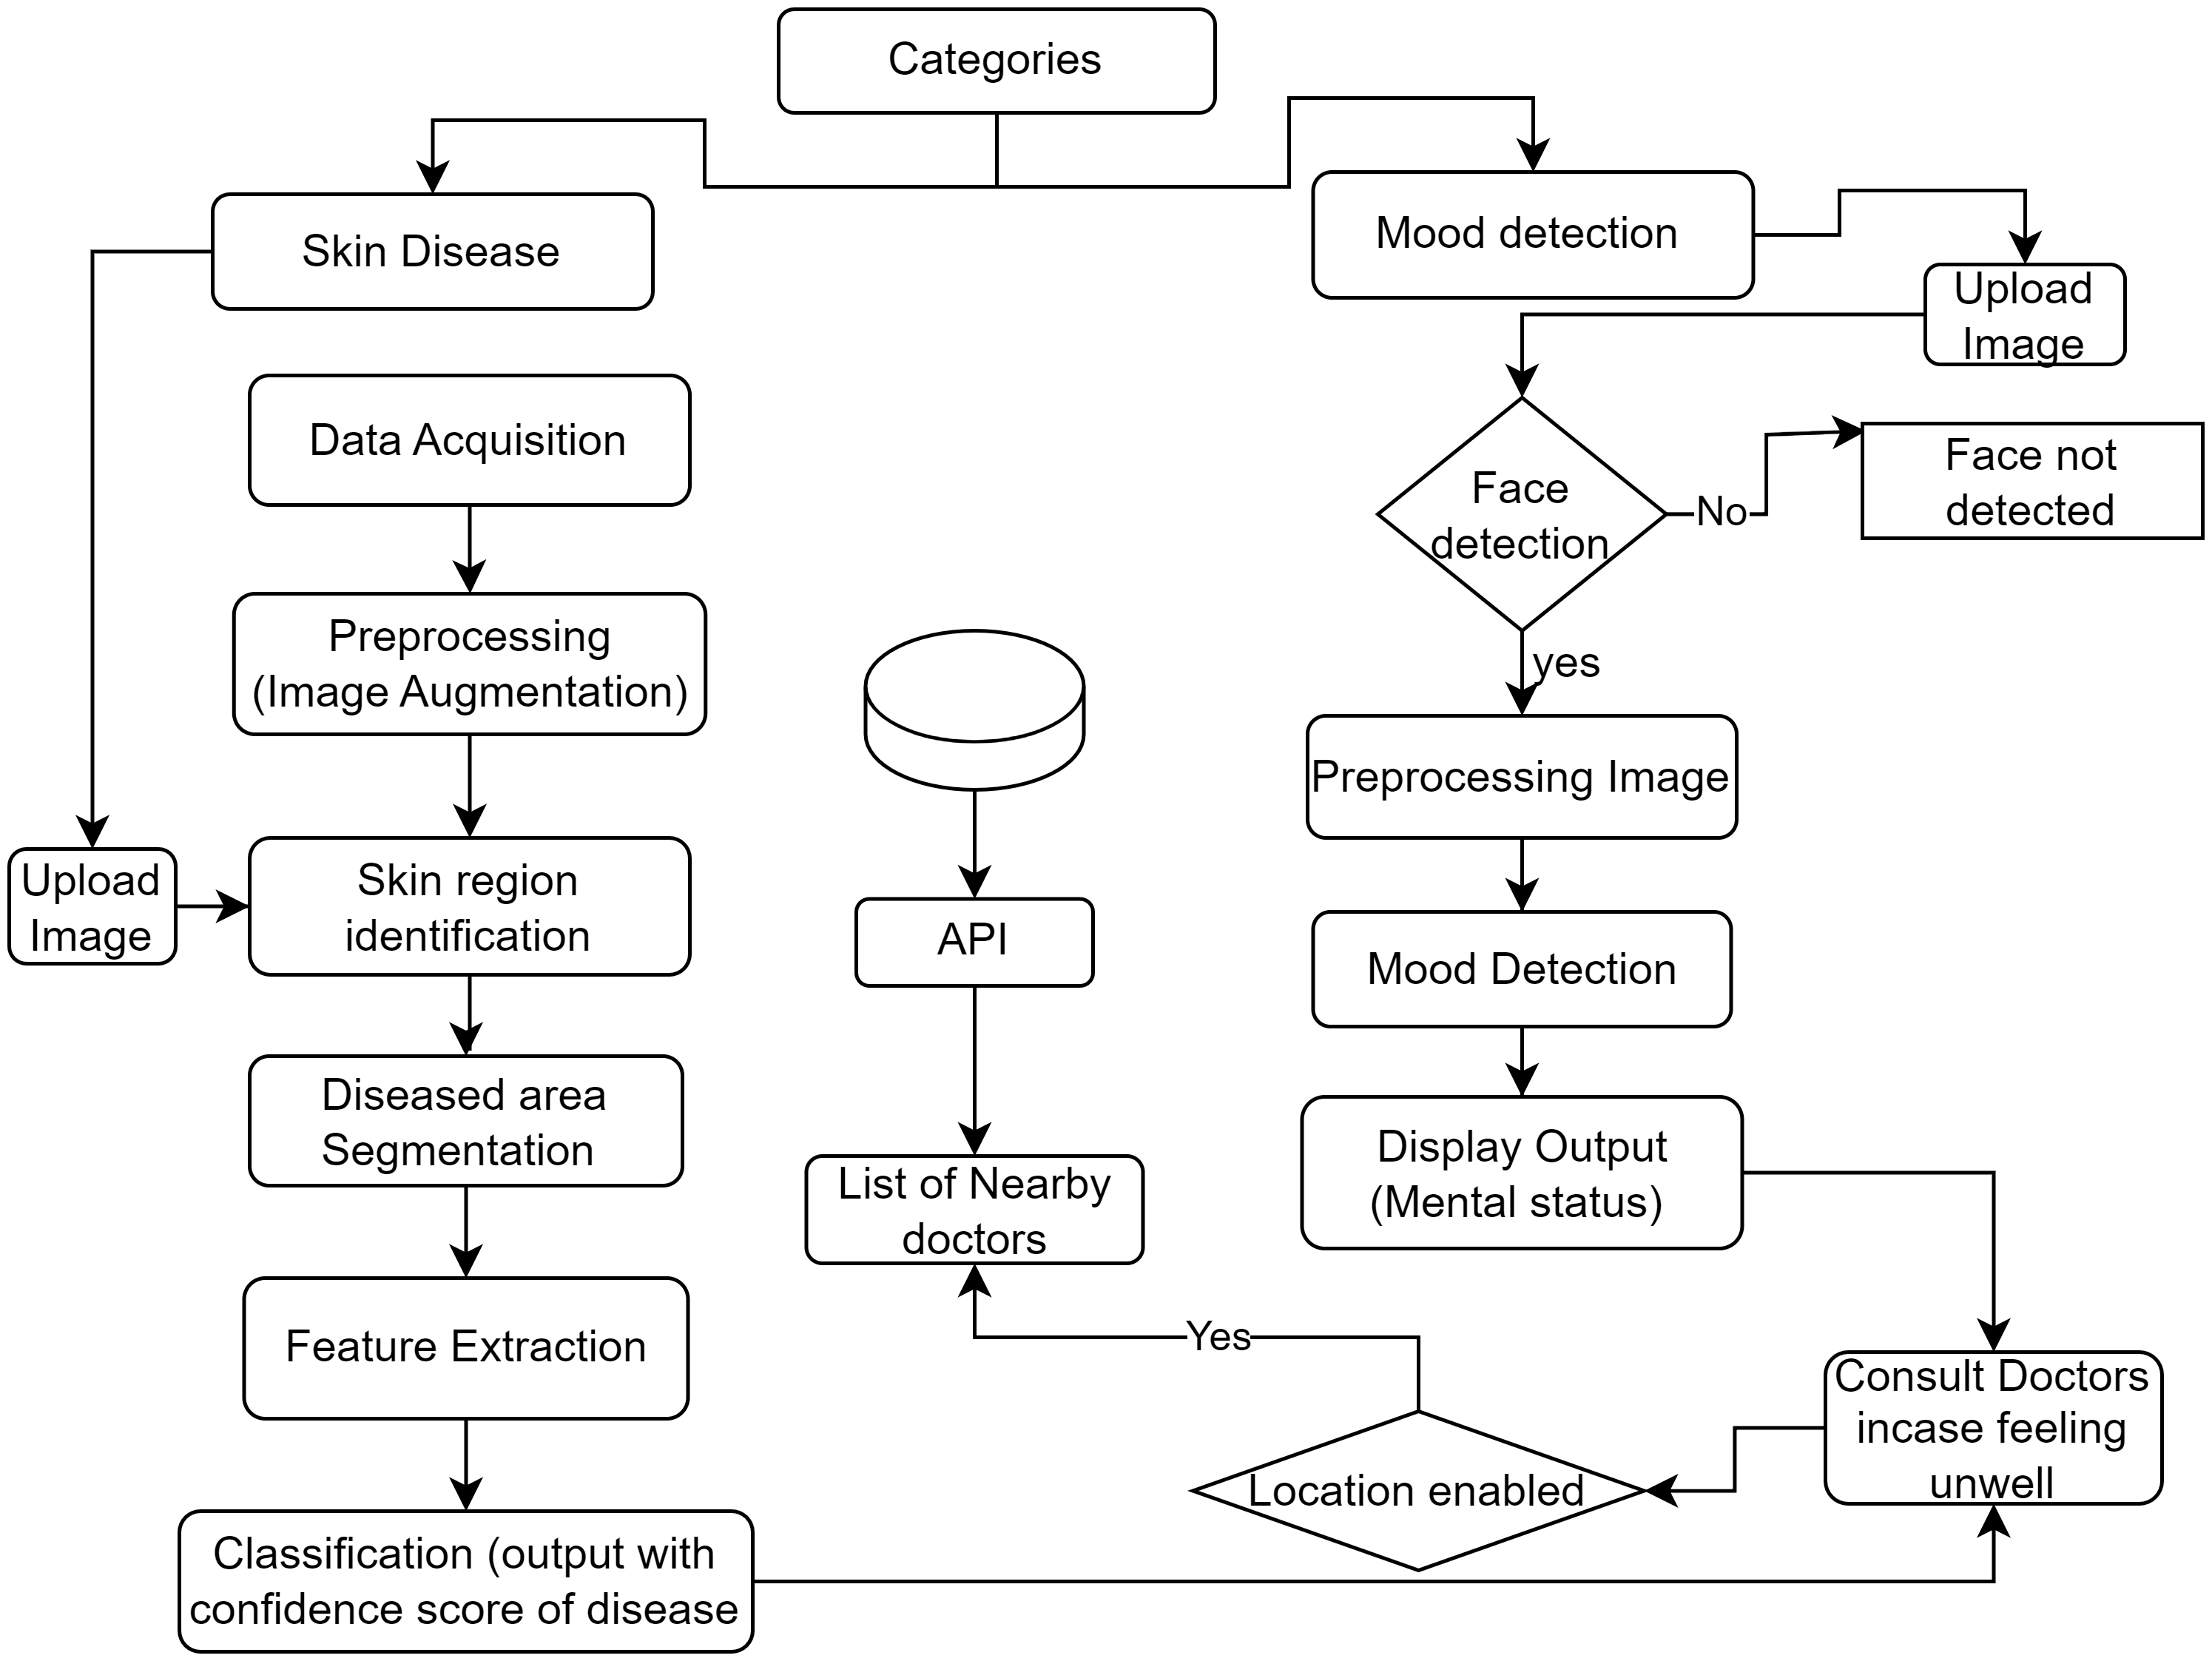 Categories
Skin Disease
Mood detection
Upload
Image
Data Acquisition
Face
detection
No
Face not
detected
Preprocessing
(Image Augmentation)
yes
Preprocessing Image
Upload
Image
Skin region
identification
API
Mood Detection
Diseased area
Segmentation
List of Nearby
doctors
Display Output
(Mental status)
Feature Extraction
Yes
Consult Doctors
incase feeling
unwell
Location enabled
Classification (output with
confidence score of disease